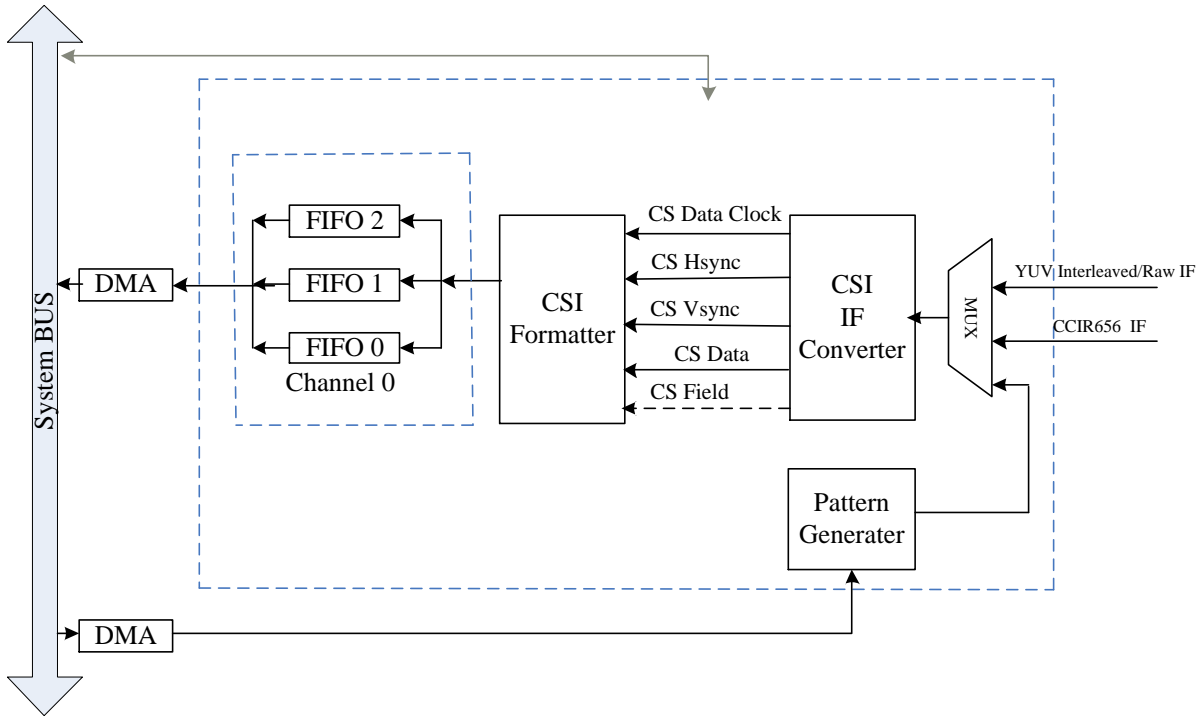 System BUS
DMA
FIFO 2
FIFO 1
FIFO 0
Channel 0
CSI
Formatter
CS Data Clock
CS Hsync
CS Vsync
CS Data
CS Field
CSI
IF
Converter
MUX
YUV Interleaved/Raw IF
CCIR656 IF
Pattern
Generater
DMA